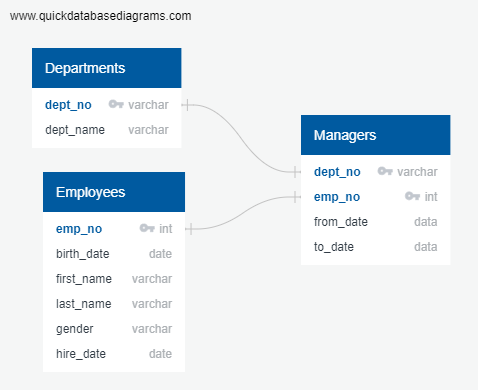 www.quickdatabasediagrams.com
Departments
dept_no varchar
dept_name varchar
Employees
emp_no int
birth_date date
first_name varchar
last_name varchar
gender varchar
hire_date date
Managers
dept_no varchar
emp_no int
from_date data
to_date data